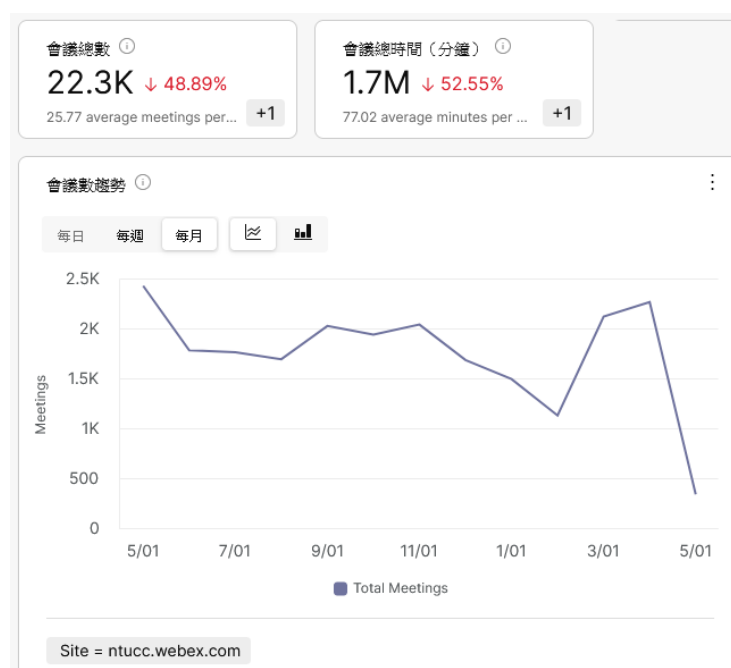 會議總數
22.3K ↓ 48.89%
25.77 average meetings per...
+1
會議總時間（分鐘）
1.7M ↓ 52.55%
77.02 average minutes per ...
+1
會議數趨勢
每日 每週 每月
2.5K
2K
1.5K
1K
500
0
Meetings
5/01 7/01 9/01 11/01 1/01 3/01 5/01
Total Meetings
Site = ntucc.webex.com